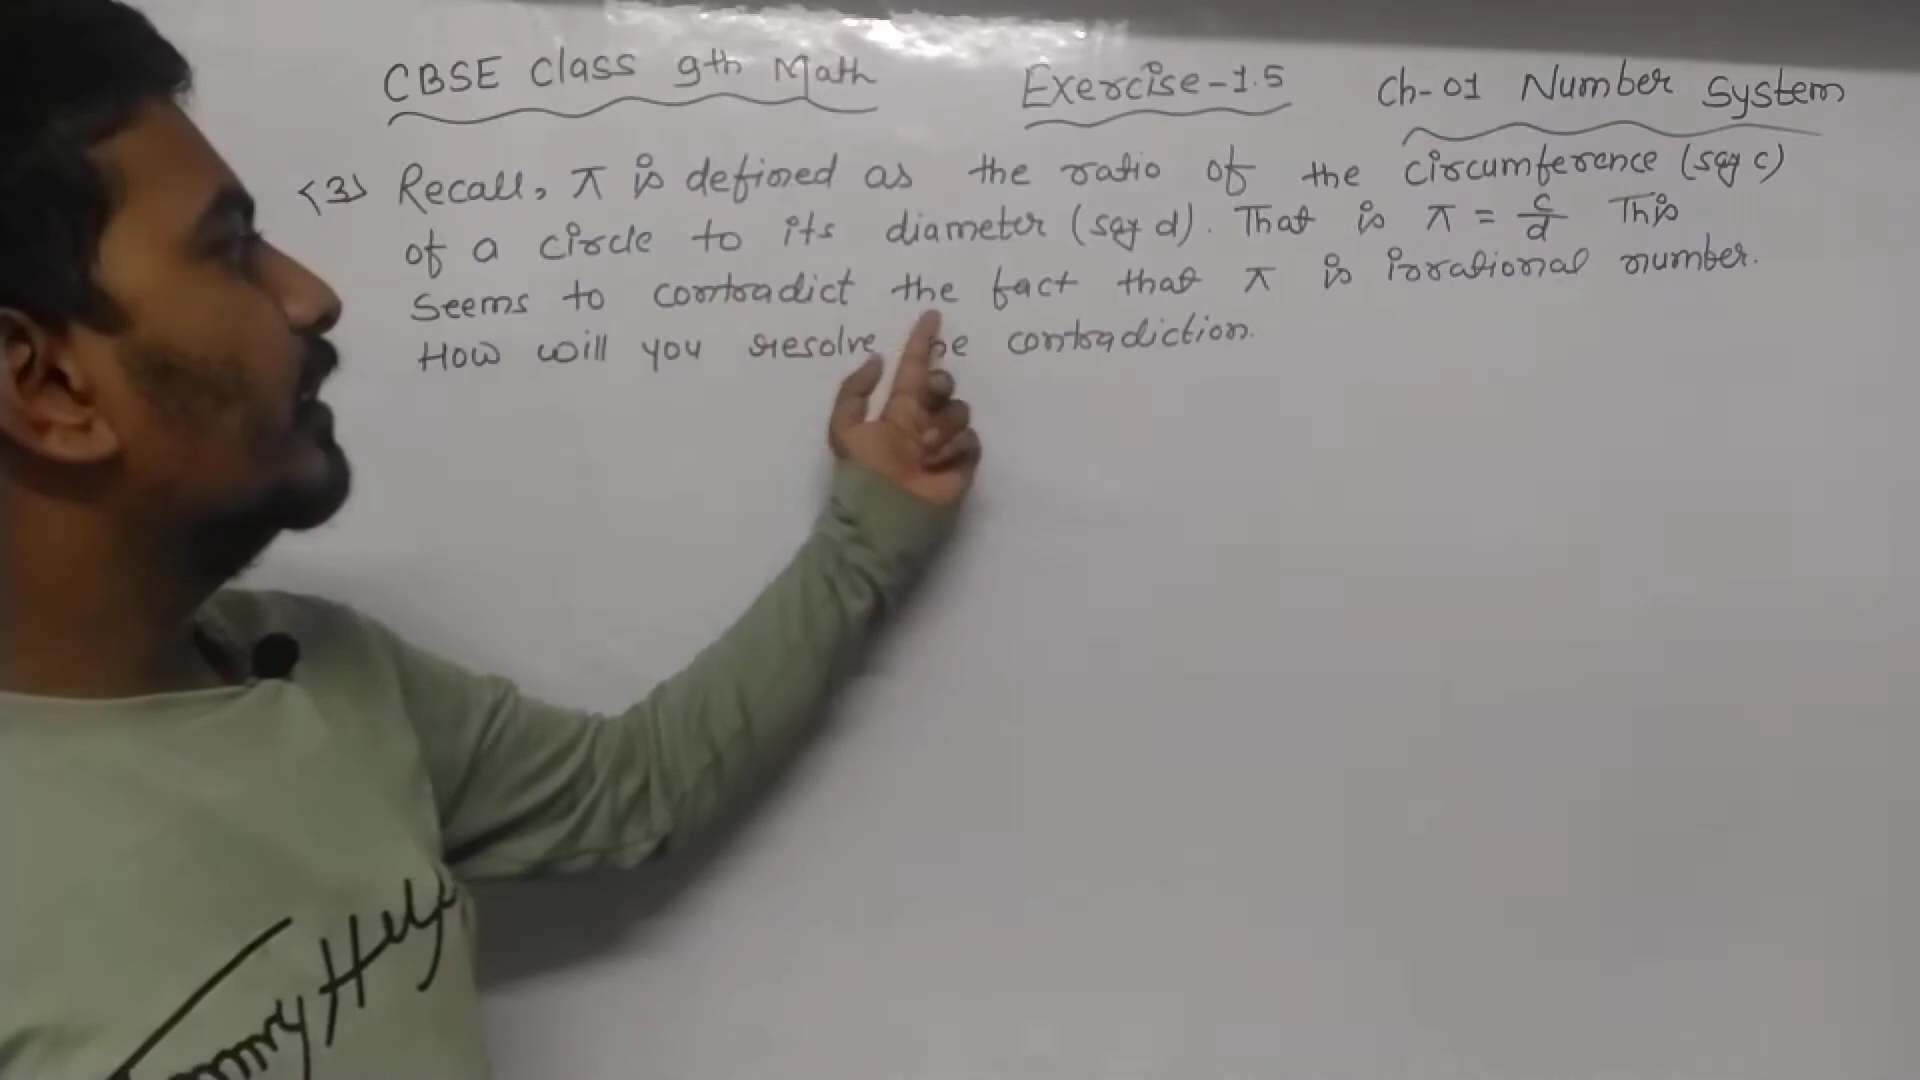 CBSE Class 9th Math Exercise-1.5 Ch-01 Number System
(3) Recall, π is defined as the ratio of the circumference (say c)
of a circle to its diameter (say d). That is π = c/d This
Seems to contradict the fact that π is irrational number.
How will you resolve he contradiction.